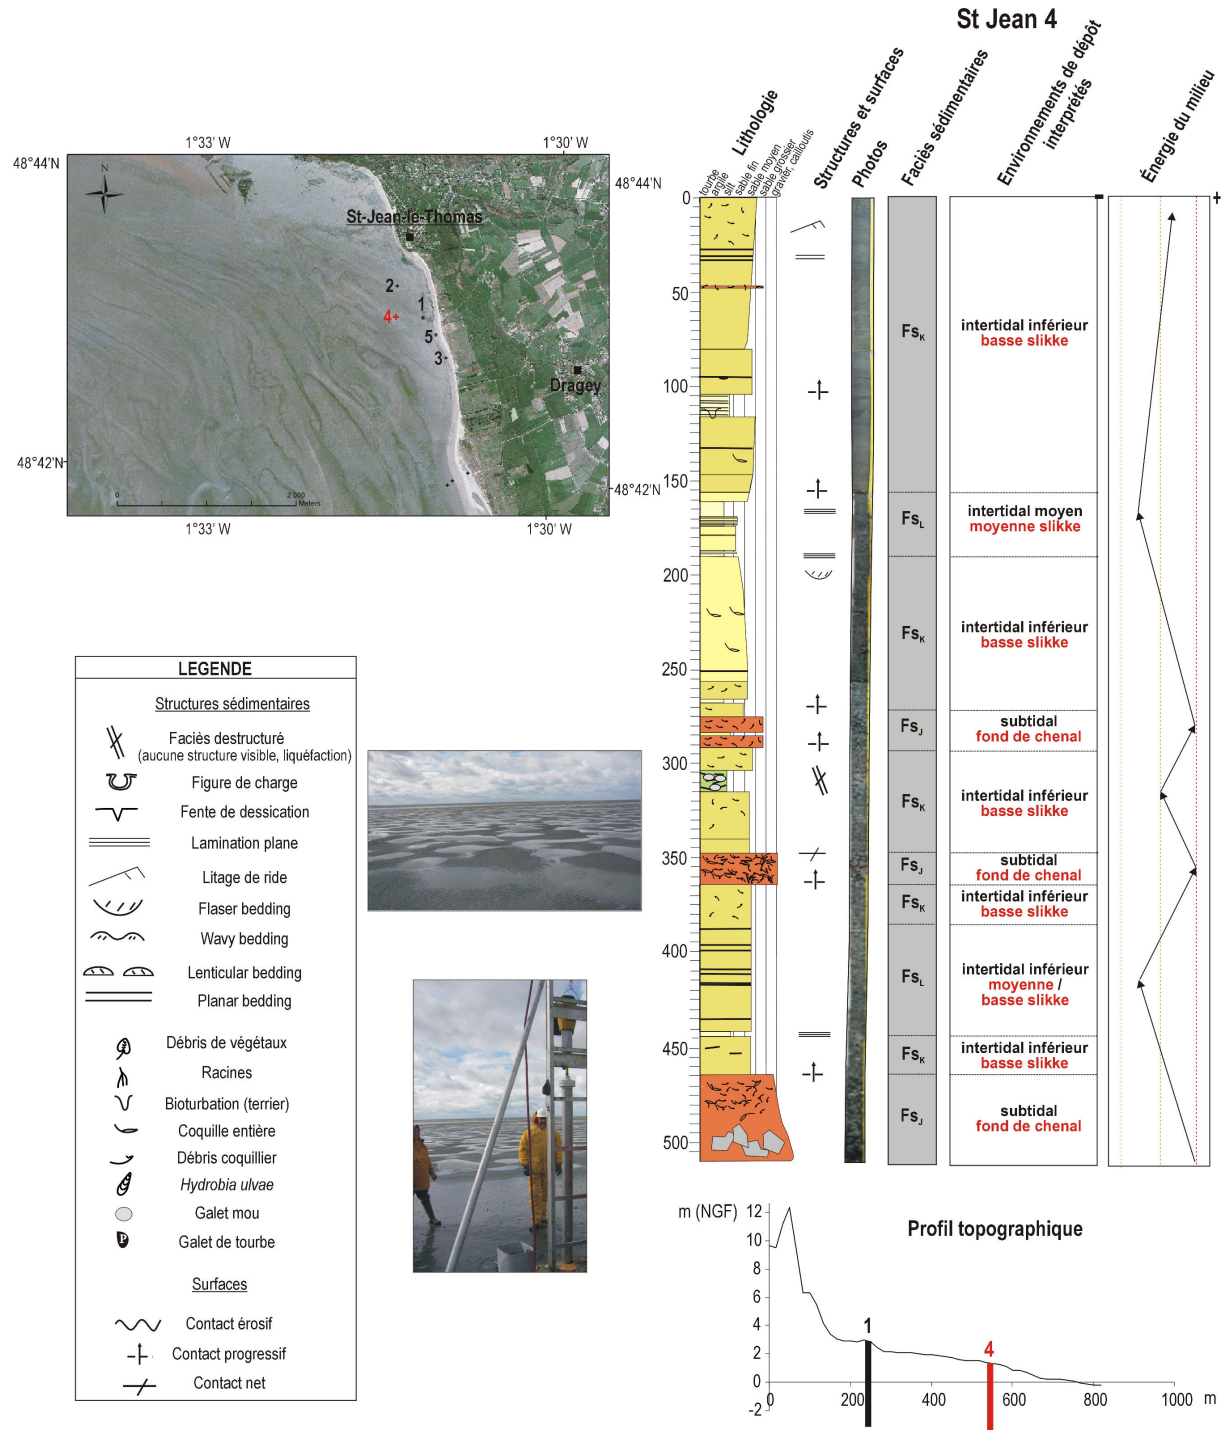 St Jean 4
Lithologie
tourbe
argile
silt
sable fin
sable moyen
sable grossier
gravier, cailloutis
Structures et surfaces
Photos
Faciès sédimentaires
Environnements de dépôt
interprétés
Énergie du milieu
1°33' W
1°30' W
48°44'N
48°44'N
N
St-Jean-le-Thomas
2
1
4
5
3
Dragey
48°42'N
48°42'N
0
2 000
Meters
1°33' W
1°30' W
0
50
100
150
200
250
300
350
400
450
500
- +
FsK
intertidal inférieur
basse slikke
FsL
intertidal moyen
moyenne slikke
FsK
intertidal inférieur
basse slikke
FsJ
subtidal
fond de chenal
FsK
intertidal inférieur
basse slikke
FsJ
subtidal
fond de chenal
FsK
intertidal inférieur
basse slikke
FsL
intertidal inférieur
moyenne /
basse slikke
FsK
intertidal inférieur
basse slikke
FsJ
subtidal
fond de chenal
LEGENDE
Structures sédimentaires
Faciès destructuré
(aucune structure visible, liquéfaction)
Figure de charge
Fente de dessication
Lamination plane
Litage de ride
Flaser bedding
Wavy bedding
Lenticular bedding
Planar bedding
Débris de végétaux
Racines
Bioturbation (terrier)
Coquille entière
Débris coquillier
Hydrobia ulvae
Galet mou
P
Galet de tourbe
Surfaces
Contact érosif
Contact progressif
Contact net
m (NGF)
Profil topographique
12
10
8
6
4
2
0
-2
1
4
0
200
400
600
800
1000
m